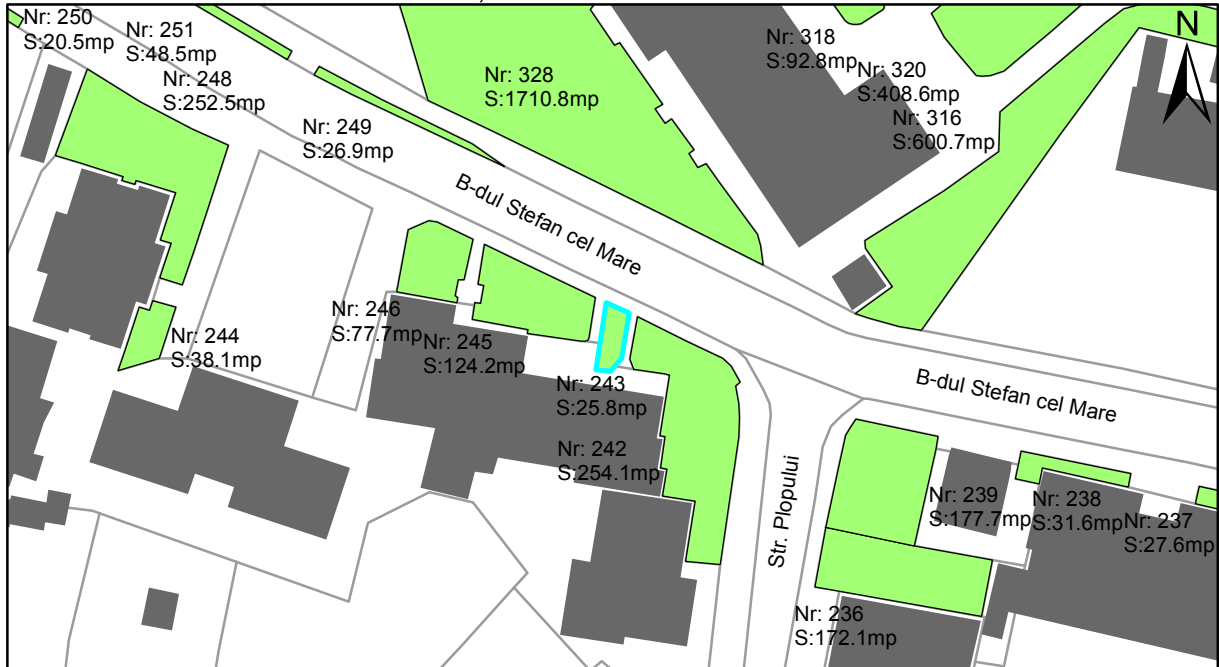 Nr: 250
S:20.5mp
Nr: 251
S:48.5mp
Nr: 248
S:252.5mp
Nr: 249
S:26.9mp
Nr: 328
S:1710.8mp
Nr: 318
S:92.8mp
Nr: 320
S:408.6mp
Nr: 316
S:600.7mp
N
B-dul Stefan cel Mare
Nr: 246
S:77.7mp
Nr: 245
S:124.2mp
Nr: 244
S:38.1mp
Nr: 243
S:25.8mp
Nr: 242
S:254.1mp
B-dul Stefan cel Mare
Str. Plopului
Nr: 239
S:177.7mp
Nr: 238
S:31.6mp
Nr: 237
S:27.6mp
Nr: 236
S:172.1mp